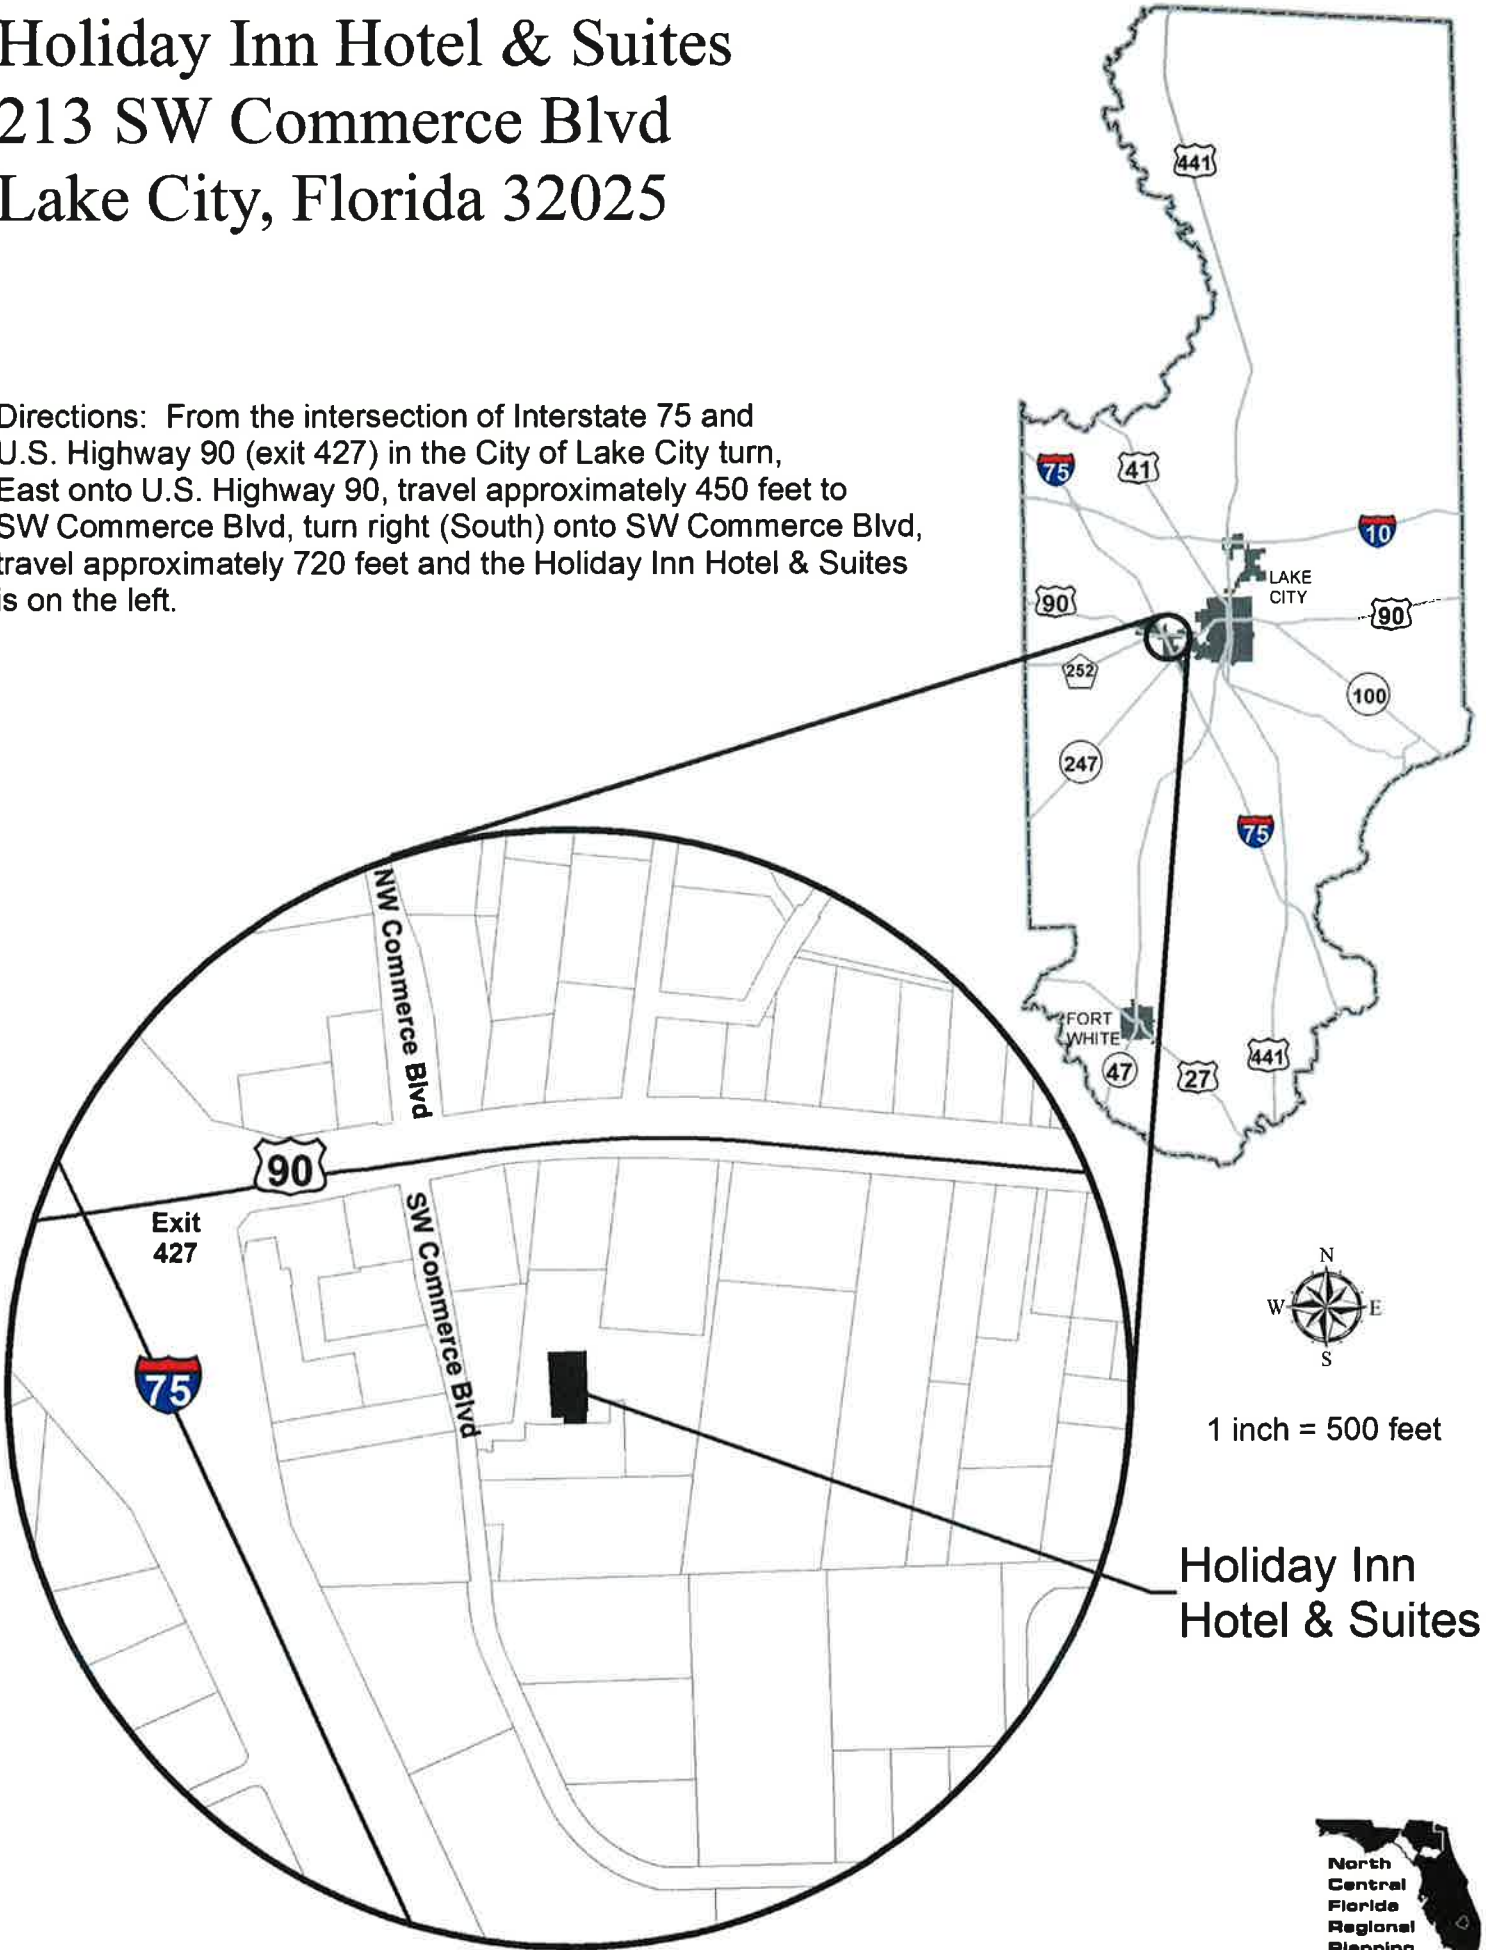 Holiday Inn Hotel & Suites
213 SW Commerce Blvd
Lake City, Florida 32025
Directions: From the intersection of Interstate 75 and
U.S. Highway 90 (exit 427) in the City of Lake City turn,
East onto U.S. Highway 90, travel approximately 450 feet to
SW Commerce Blvd, turn right (South) onto SW Commerce Blvd,
travel approximately 720 feet and the Holiday Inn Hotel & Suites
is on the left.
441
75
41
10
LAKE
CITY
90
90
252
100
247
75
FORT
WHITE
47
27
441
NW Commerce Blvd
90
Exit
427
SW Commerce Blvd
75
N
W
E
S
1 inch = 500 feet
Holiday Inn
Hotel & Suites
North
Central
Florida
Regional
Planning